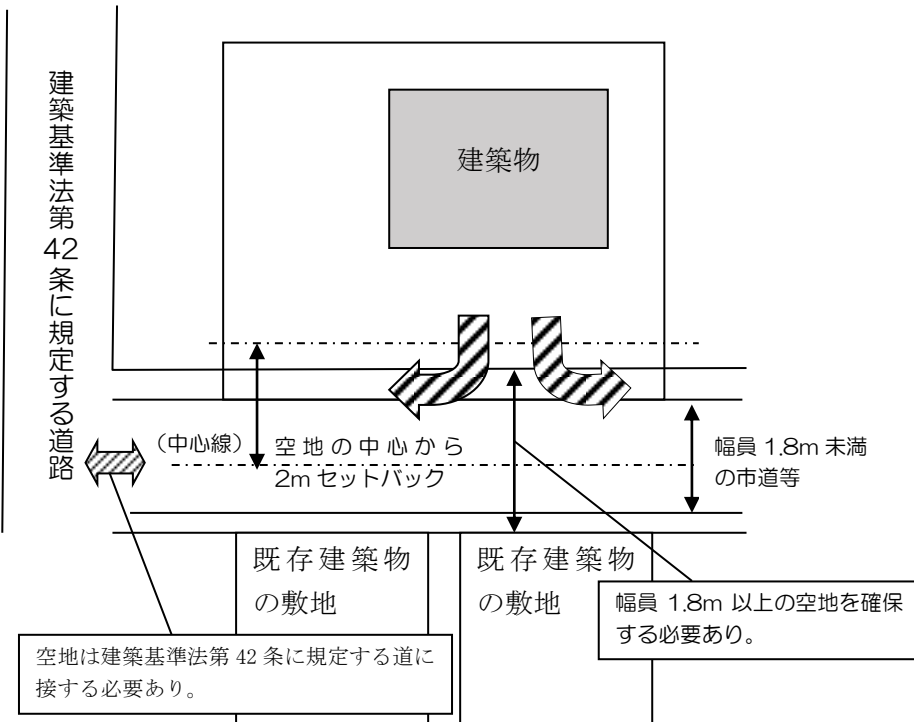 建築基準法第42条に規定する道路
建築物
（中心線）
空地の中心から
2m セットバック
幅員 1.8m 未満
の市道等
既存建築物
の敷地
既存建築物
の敷地
幅員 1.8m 以上の空地を確保
する必要あり。
空地は建築基準法第 42 条に規定する道に
接する必要あり。